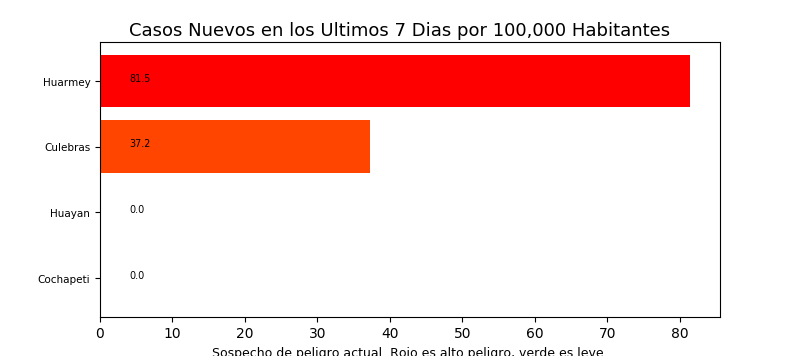 Casos Nuevos en los Ultimos 7 Dias por 100,000 Habitantes
Huarmey 81.5
Culebras 37.2
Huayan 0.0
Cochapeti 0.0
0 10 20 30 40 50 60 70 80
Sospecho de peligro actual. Rojo es alto peligro, verde es leve